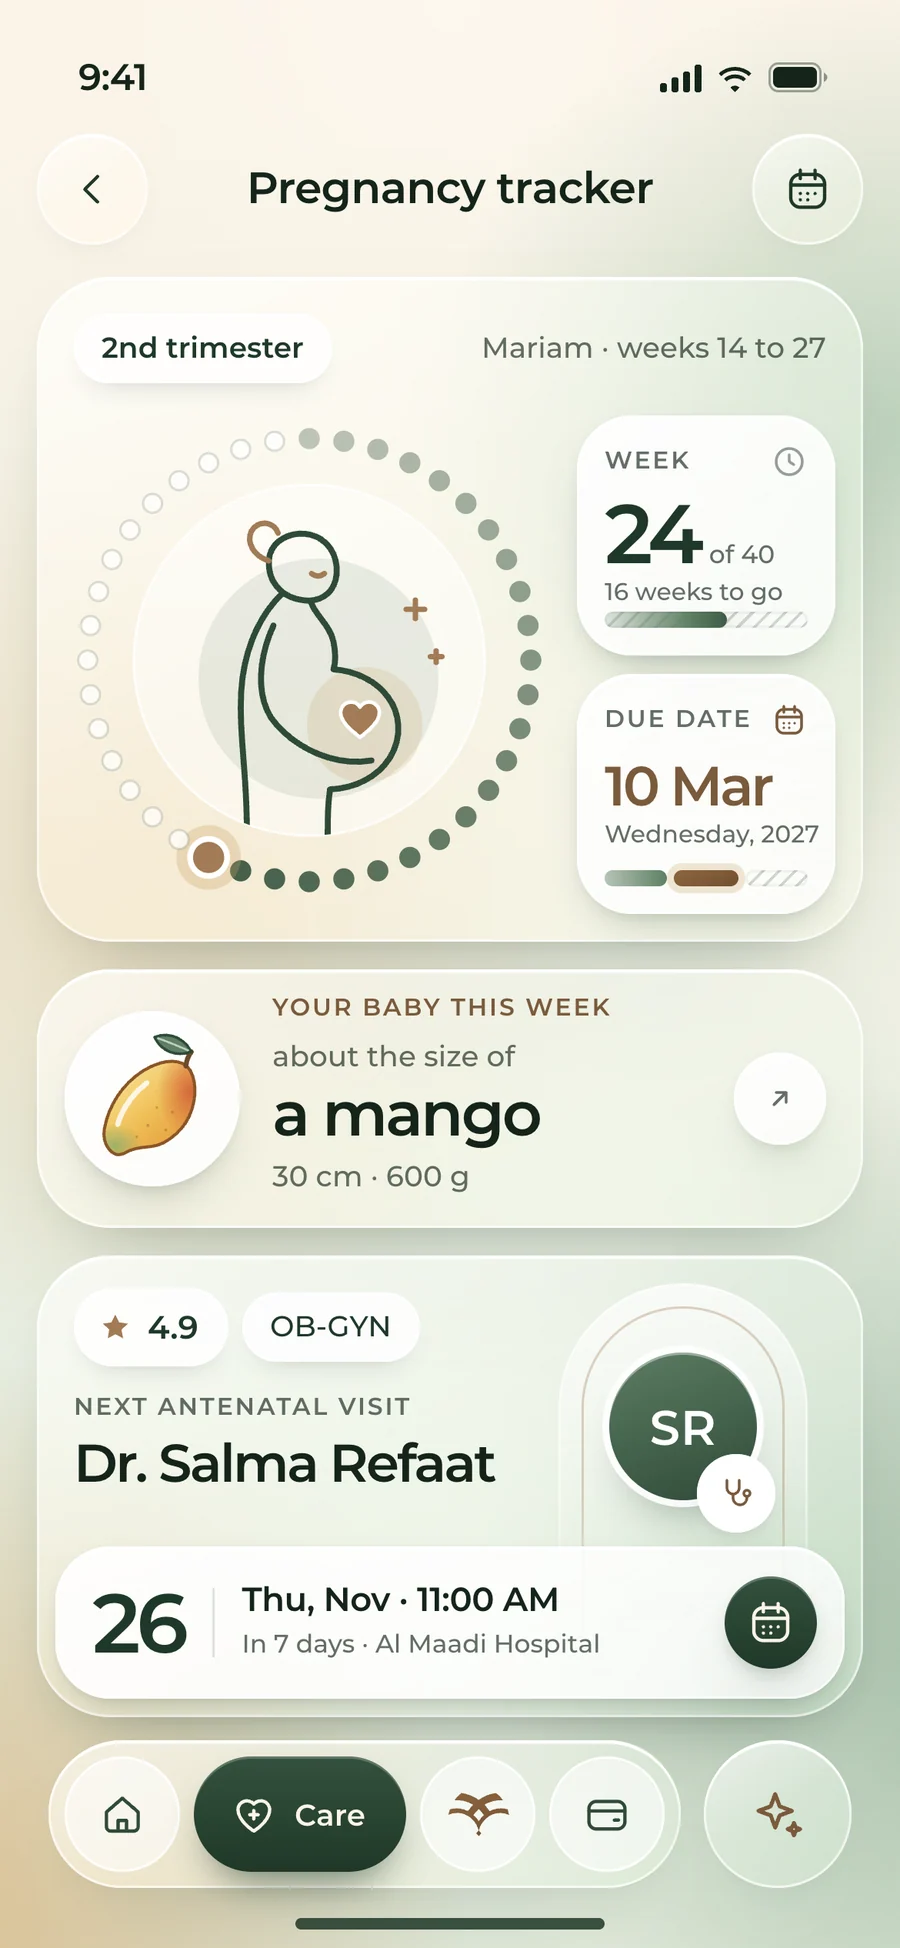 9:41
Pregnancy tracker
2nd trimester
Mariam · weeks 14 to 27
WEEK
24 of 40
16 weeks to go
DUE DATE
10 Mar
Wednesday, 2027
YOUR BABY THIS WEEK
about the size of
a mango
30 cm · 600 g
4.9
OB-GYN
NEXT ANTENATAL VISIT
Dr. Salma Refaat
SR
26
Thu, Nov · 11:00 AM
In 7 days · Al Maadi Hospital
Care